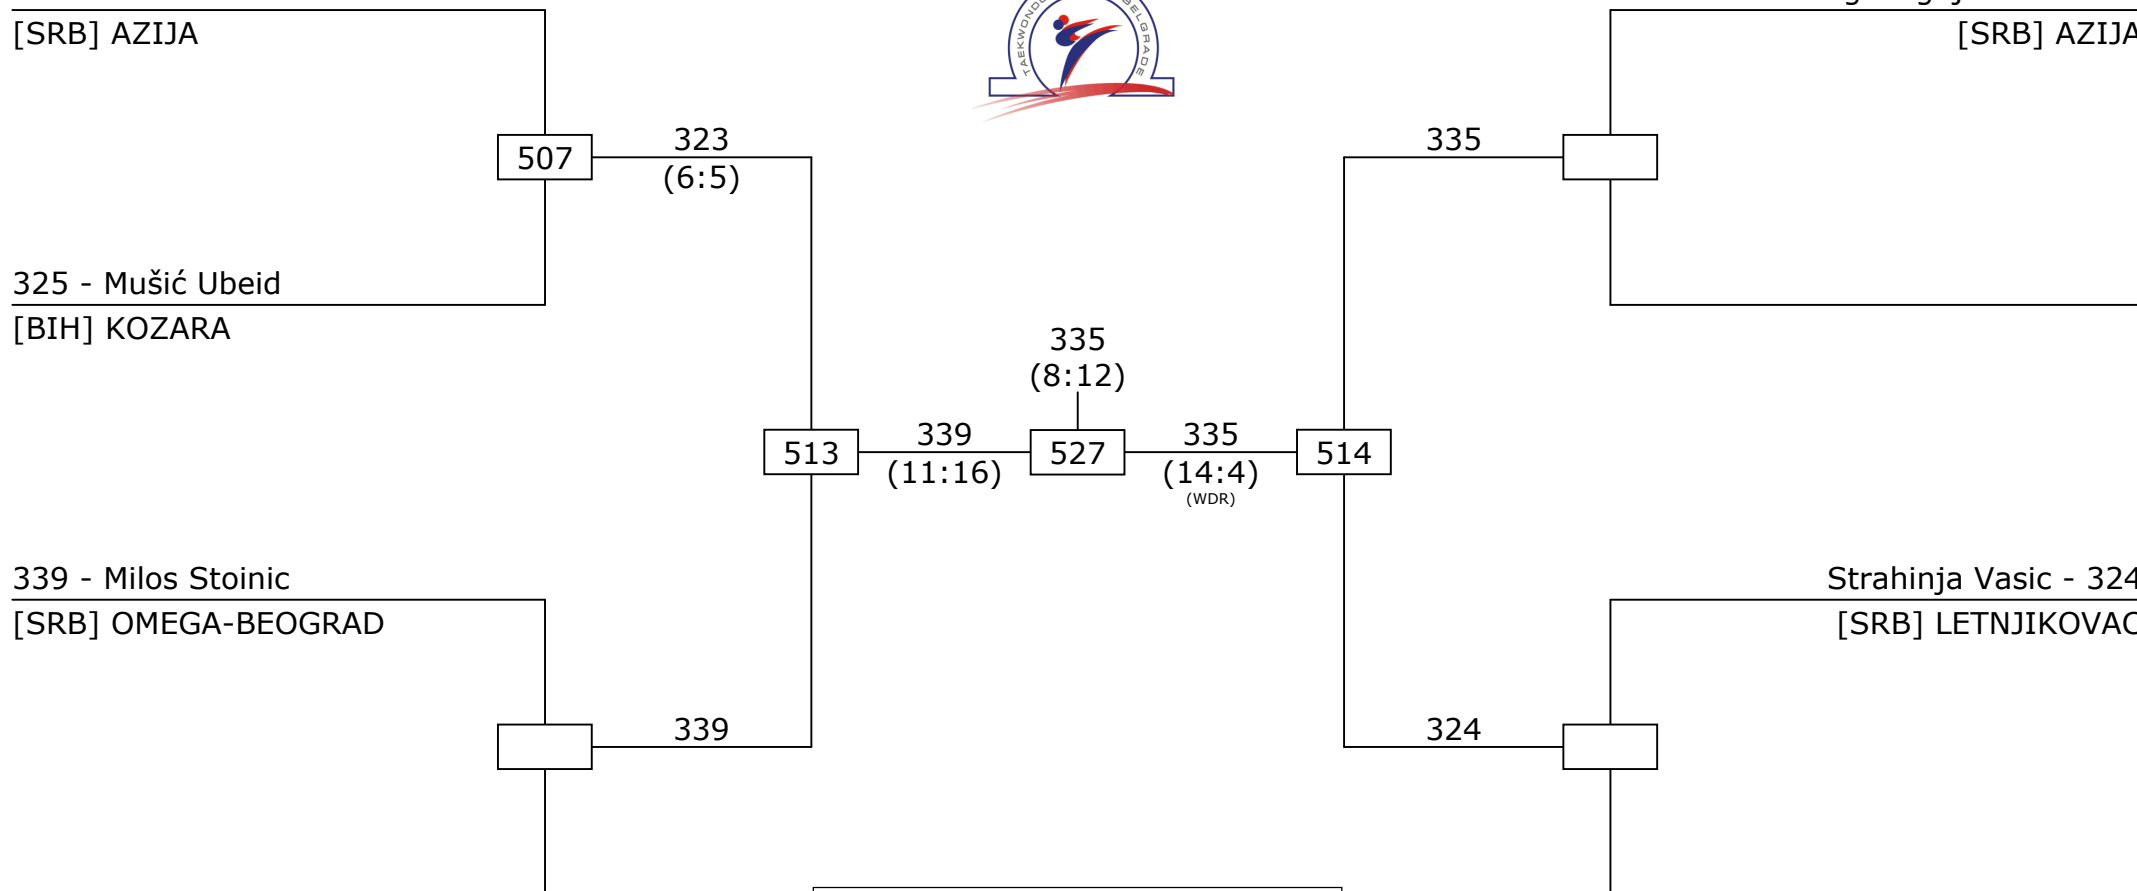 [SRB] AZIJA
[SRB] AZIJA
TAEKWONDO
BELGRADE
507
323
(6:5)
335
325 - Mušić Ubeid
[BIH] KOZARA
335
(8:12)
513
339
(11:16)
527
335
(14:4)
(WDR)
514
339 - Milos Stoinic
[SRB] OMEGA-BEOGRAD
Strahinja Vasic - 324
[SRB] LETNJIKOVAC
339
324